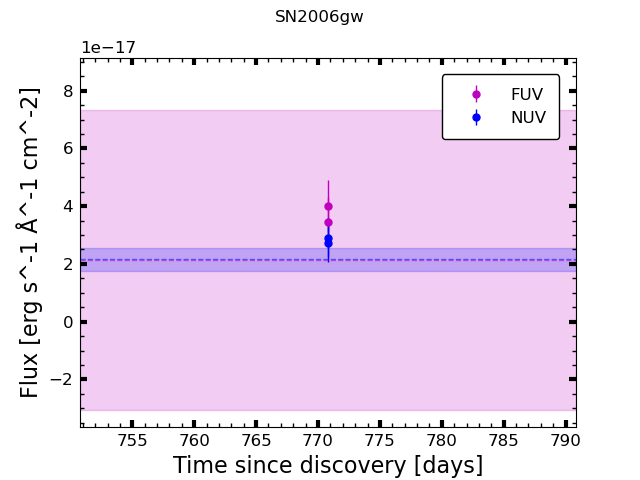 SN2006gw
1e−17
FUV
NUV
8
6
4
2
0
−2
Flux [erg s^-1 Å^-1 cm^-2]
755 760 765 770 775 780 785 790
Time since discovery [days]